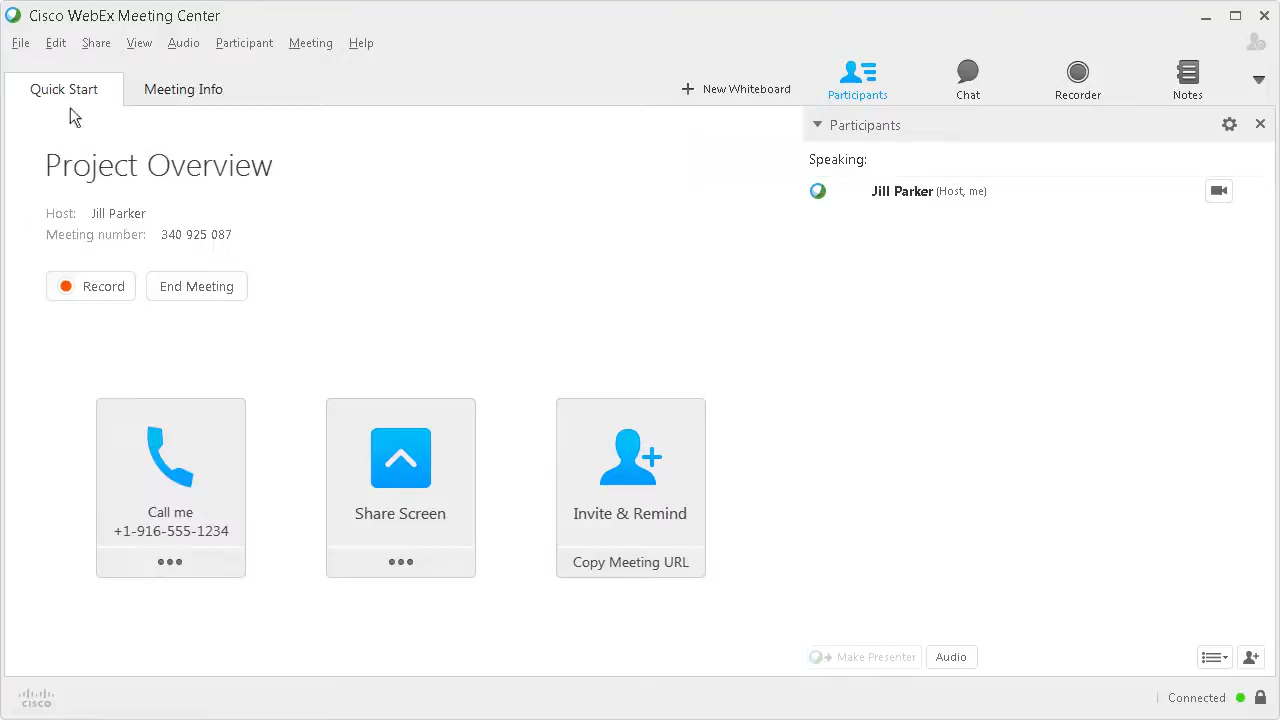 Cisco WebEx Meeting Center
File Edit Share View Audio Participant Meeting Help
Quick Start Meeting Info + New Whiteboard Participants Chat Recorder Notes
Participants
Project Overview
Speaking:
Jill Parker (Host, me)
Host: Jill Parker
Meeting number: 340 925 087
Record End Meeting
Call me
+1-916-555-1234
Share Screen
Invite & Remind
Copy Meeting URL
Make Presenter Audio
cisco
Connected